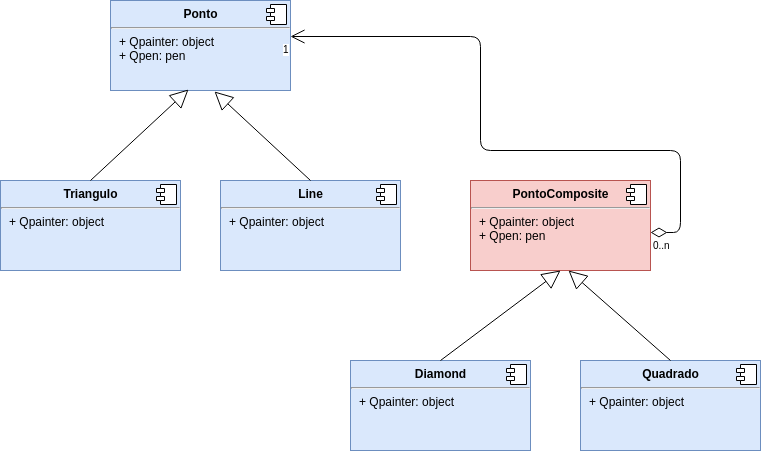 Ponto
+ Qpainter: object
+ Qpen: pen
1
Triangulo
+ Qpainter: object
Line
+ Qpainter: object
PontoComposite
+ Qpainter: object
+ Qpen: pen
0..n
Diamond
+ Qpainter: object
Quadrado
+ Qpainter: object